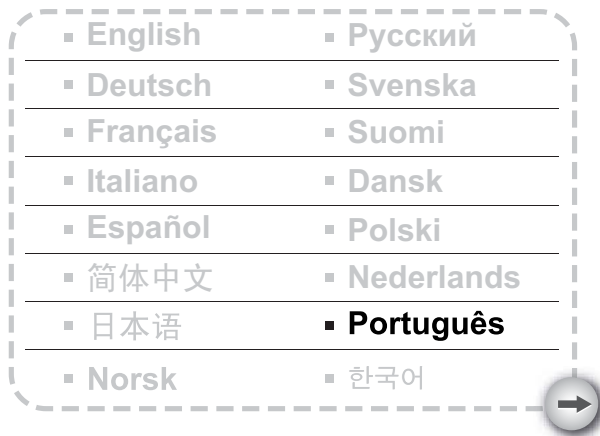 English
Русский
Deutsch
Svenska
Français
Suomi
Italiano
Dansk
Español
Polski
简体中文
Nederlands
日本语
Português
Norsk
한국어